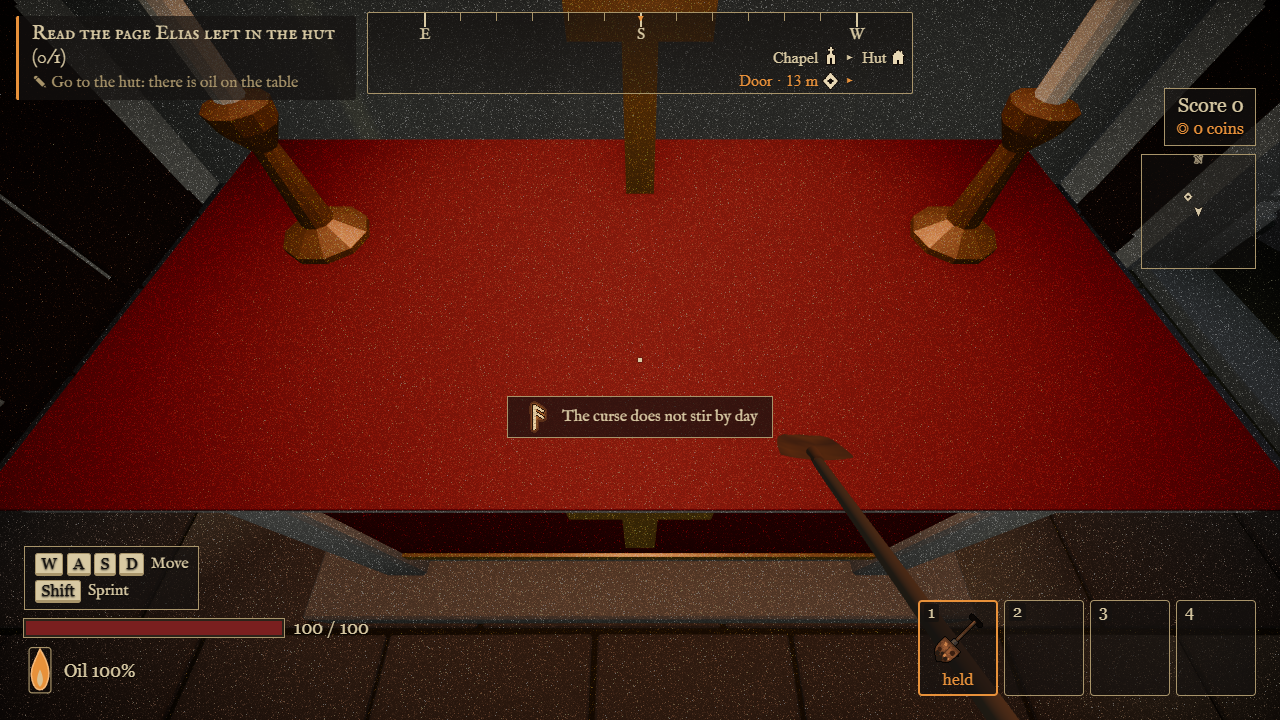 Read the page Elias left in the hut
(0/1)
Go to the hut: there is oil on the table
E S W
Chapel Hut
Door · 13 m
Score 0
0 coins
The curse does not stir by day
W A S D Move
Shift Sprint
100 / 100
Oil 100%
1 2 3 4
held